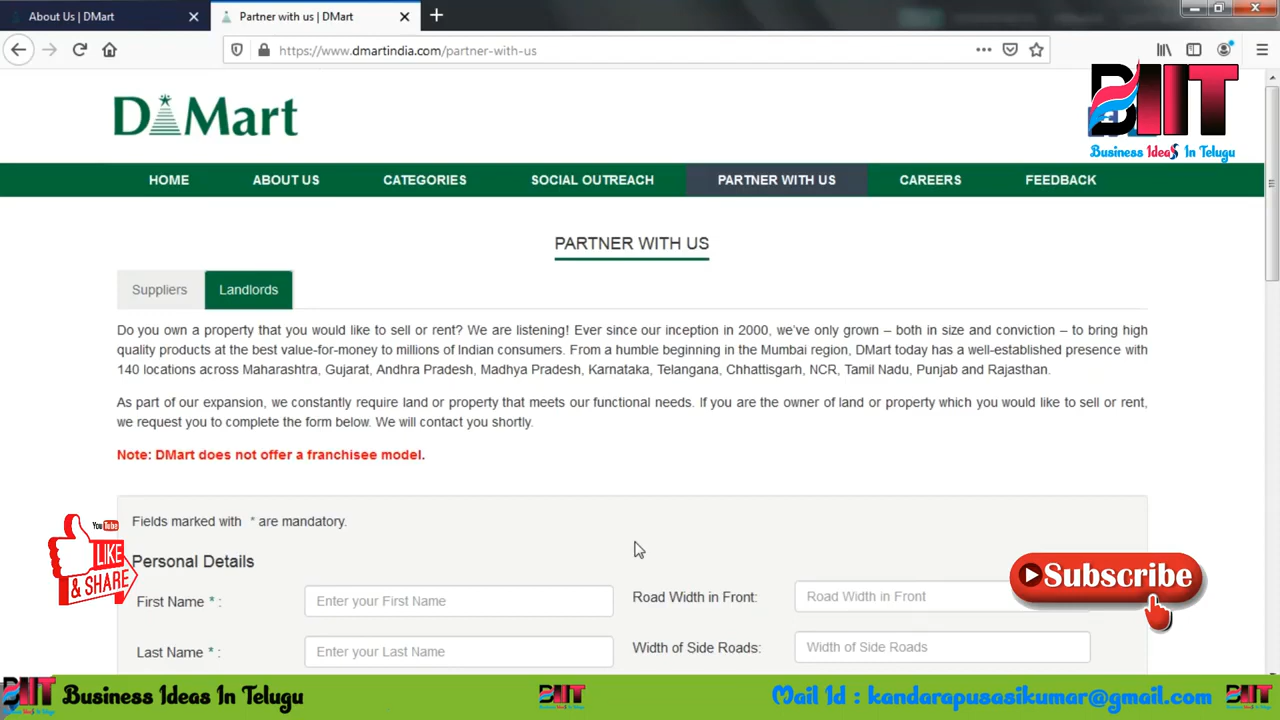 About Us | DMart
Partner with us | DMart
https://www.dmartindia.com/partner-with-us
DMart
BIIT
Business Ideas In Telugu
HOME ABOUT US CATEGORIES SOCIAL OUTREACH PARTNER WITH US CAREERS FEEDBACK
PARTNER WITH US
Suppliers Landlords
Do you own a property that you would like to sell or rent? We are listening! Ever since our inception in 2000, we've only grown – both in size and conviction – to bring high
quality products at the best value-for-money to millions of Indian consumers. From a humble beginning in the Mumbai region, DMart today has a well-established presence with
140 locations across Maharashtra, Gujarat, Andhra Pradesh, Madhya Pradesh, Karnataka, Telangana, Chhattisgarh, NCR, Tamil Nadu, Punjab and Rajasthan.
As part of our expansion, we constantly require land or property that meets our functional needs. If you are the owner of land or property which you would like to sell or rent,
we request you to complete the form below. We will contact you shortly.
Note: DMart does not offer a franchisee model.
Fields marked with * are mandatory.
You Tube
LIKE
& SHARE
Personal Details
First Name * : Enter your First Name Road Width in Front: Road Width in Front
Subscribe
Last Name * : Enter your Last Name Width of Side Roads: Width of Side Roads
BIIT Business Ideas In Telugu BIIT Mail Id : kandarapusasikumar@gmail.com BIIT